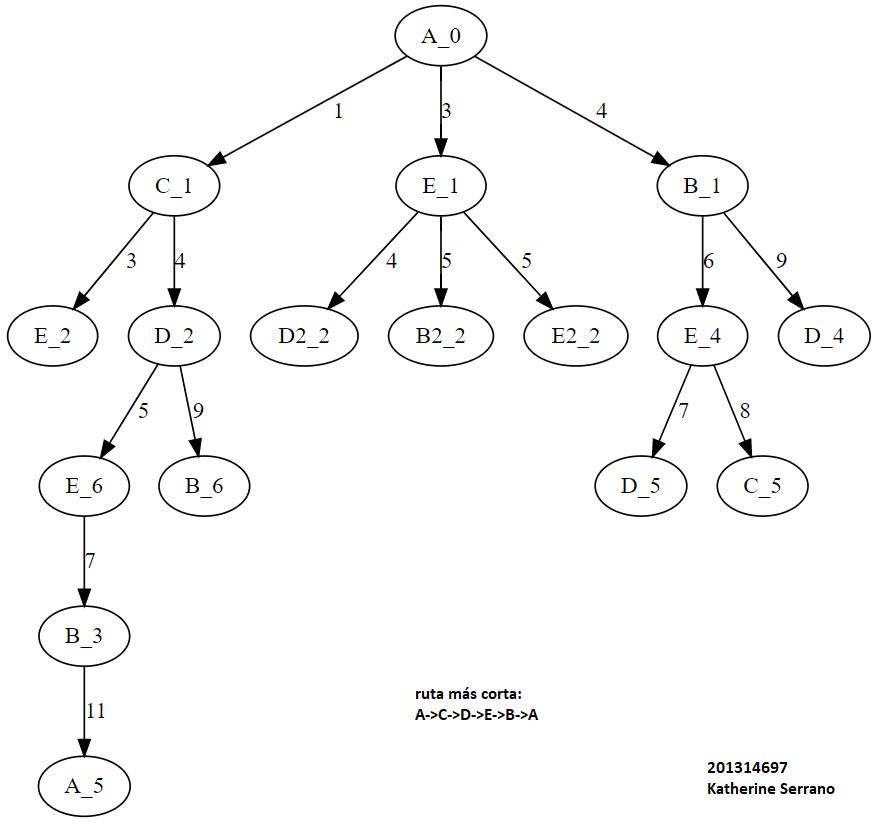 A_0
1
3
4
C_1
E_1
B_1
3
4
4
5
5
6
9
E_2
D_2
D2_2
B2_2
E2_2
E_4
D_4
5
9
7
8
E_6
B_6
D_5
C_5
7
B_3
11
A_5
ruta más corta:
A->C->D->E->B->A
201314697
Katherine Serrano